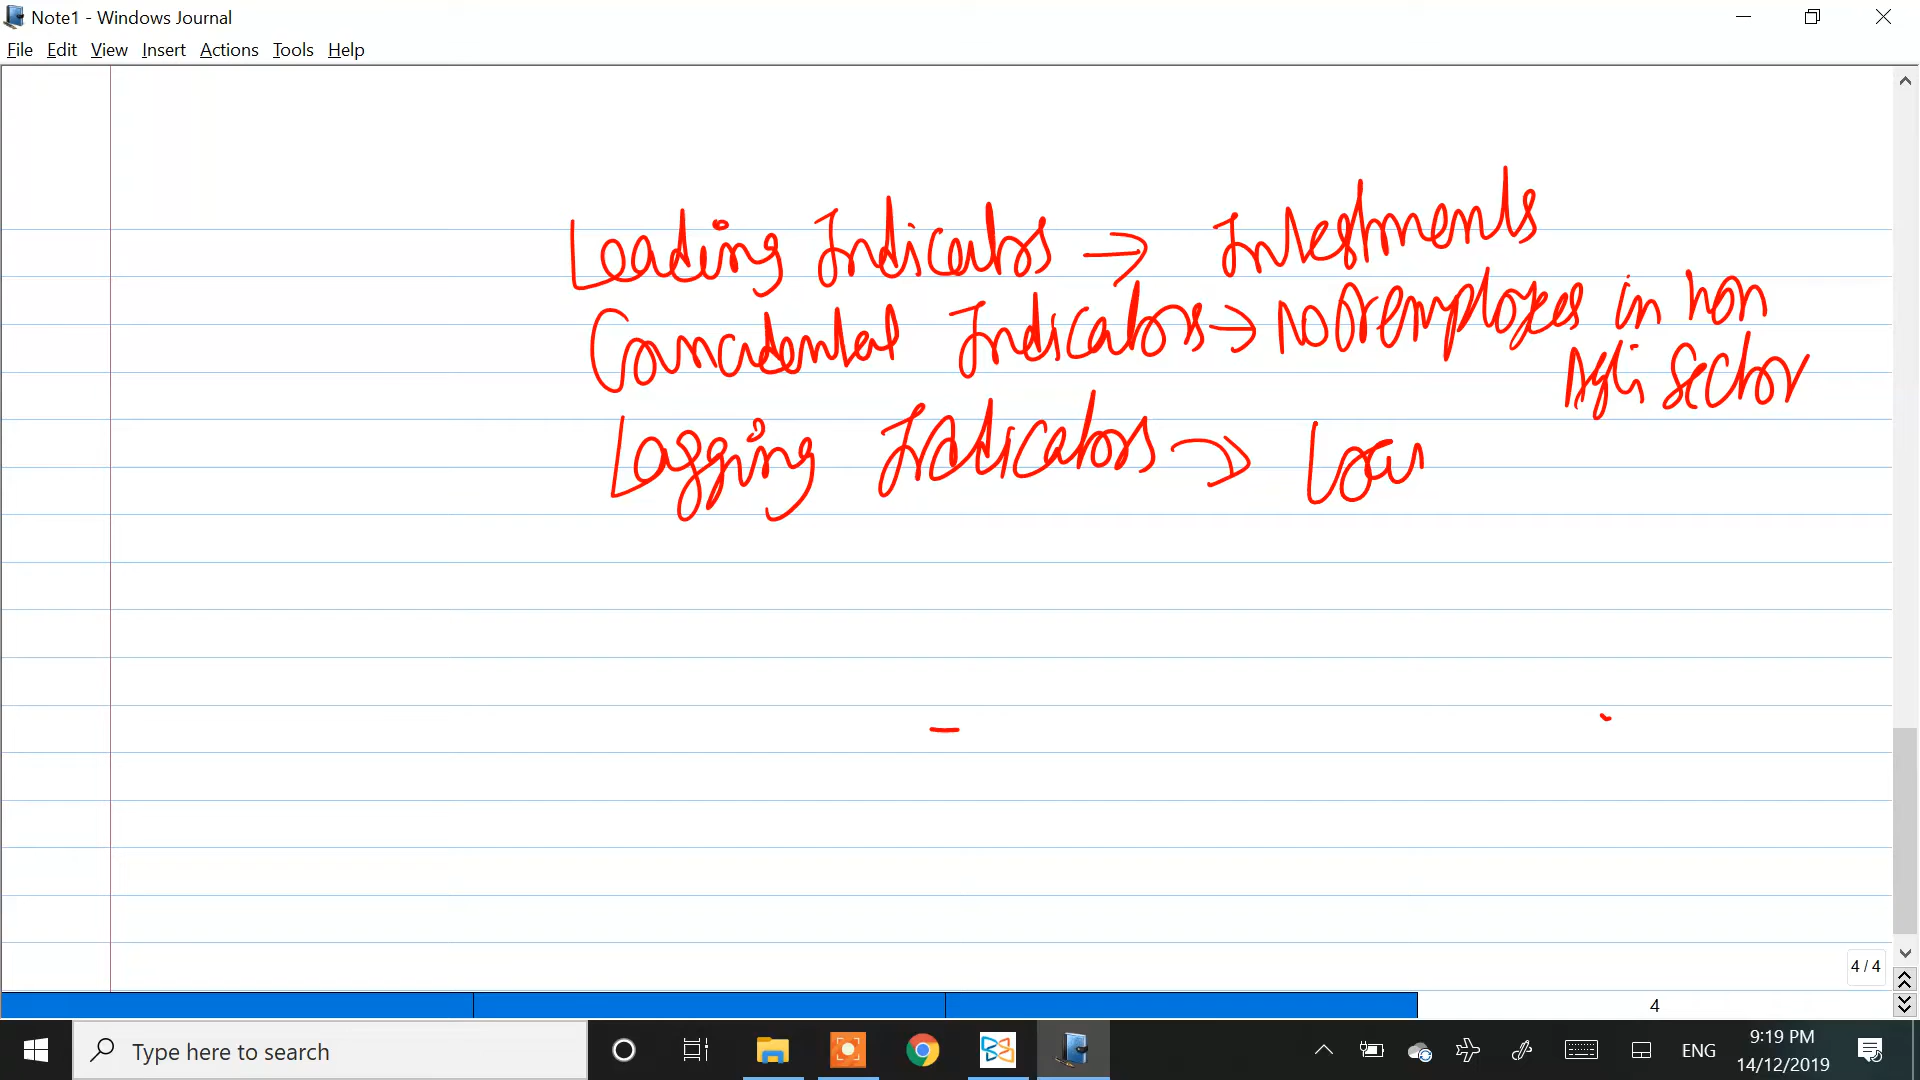 Note1 - Windows Journal
File Edit View Insert Actions Tools Help
Leading Indicators → Investments
Concidental Indicators → No of employees in non
Agri Sector
Lagging Indicators → Loan
4 / 4
4
Type here to search
ENG
9:19 PM
14/12/2019